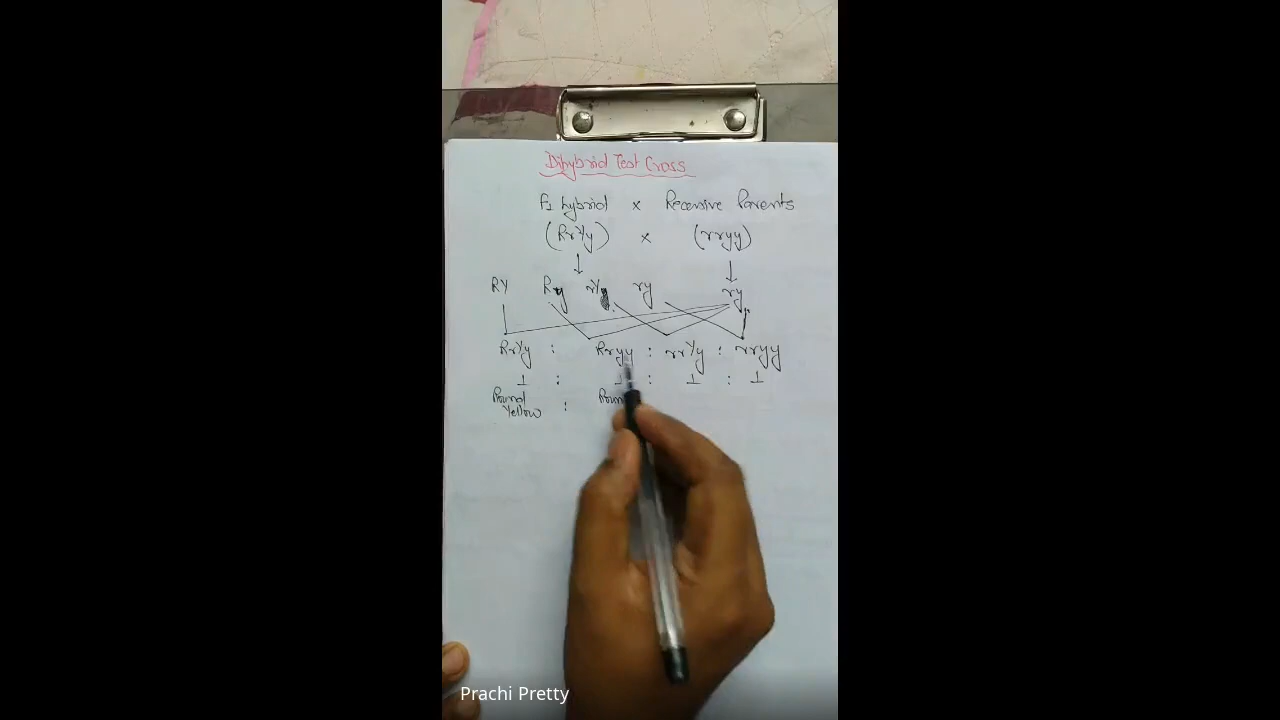 Dihybrid Test Cross
F1 hybrid x Recessive Parents
(RrYy) x (rryy)
RY Ry rY ry ry
RrYy : Rryy : rrYy : rryy
1 : 1 : 1 : 1
Round
Yellow :
Prachi Pretty